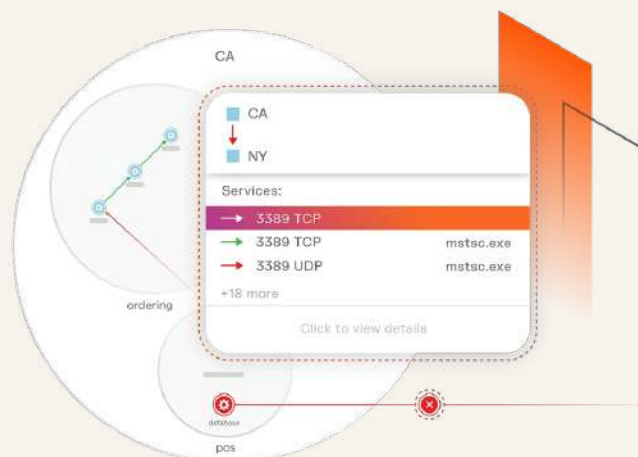 CA
CA
NY
Services:
3389 TCP
3389 TCP mstsc.exe
3389 UDP mstsc.exe
+18 more
Click to view details
ordering
database
pos